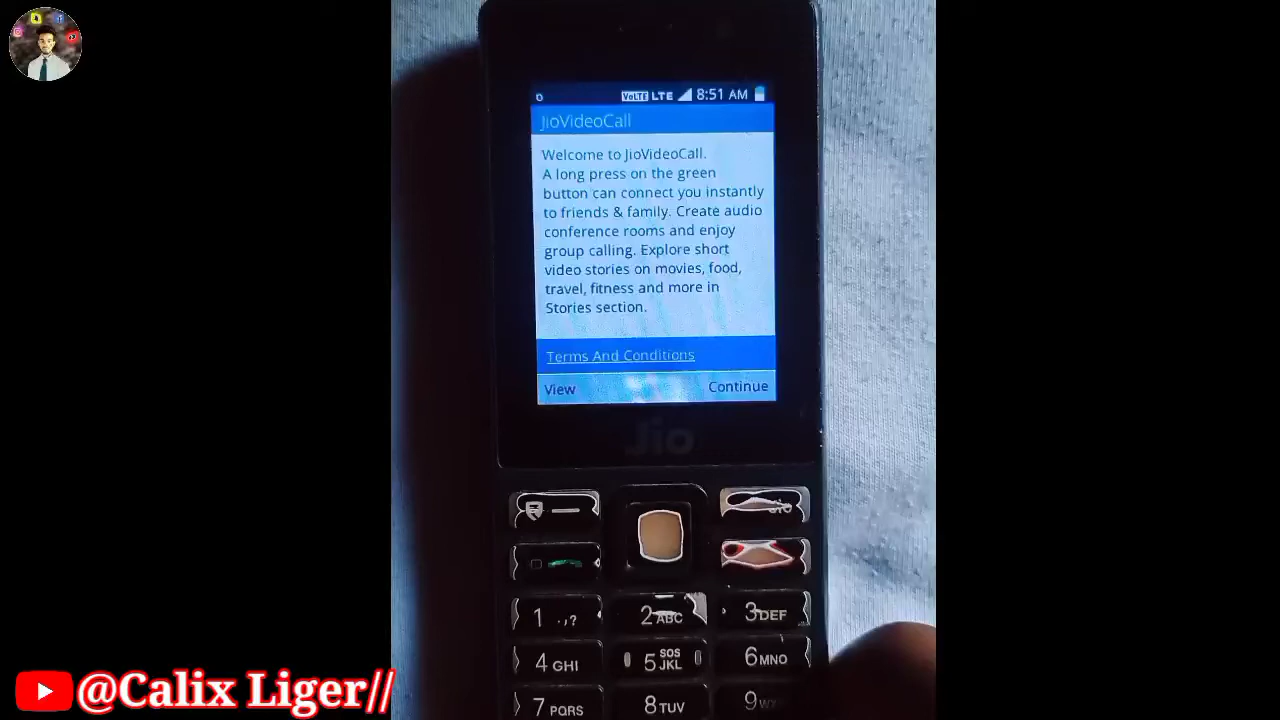 VoLTE LTE 8:51 AM
JioVideoCall
Welcome to JioVideoCall.
A long press on the green
button can connect you instantly
to friends & family. Create audio
conference rooms and enjoy
group calling. Explore short
video stories on movies, food,
travel, fitness and more in
Stories section.
Terms And Conditions
View Continue
Jio
Jio
1 .,? 2 ABC 3 DEF
4 GHI 5 SOS JKL 6 MNO
7 PQRS 8 TUV 9
@Calix Liger//